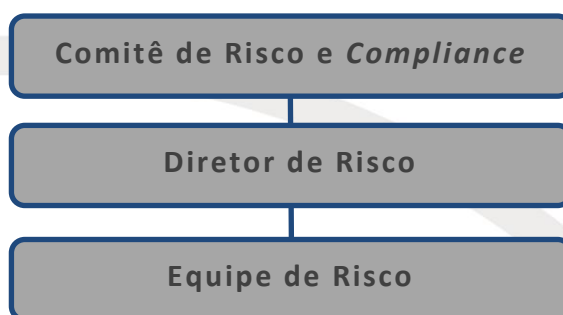 Comitê de Risco e Compliance
Diretor de Risco
Equipe de Risco